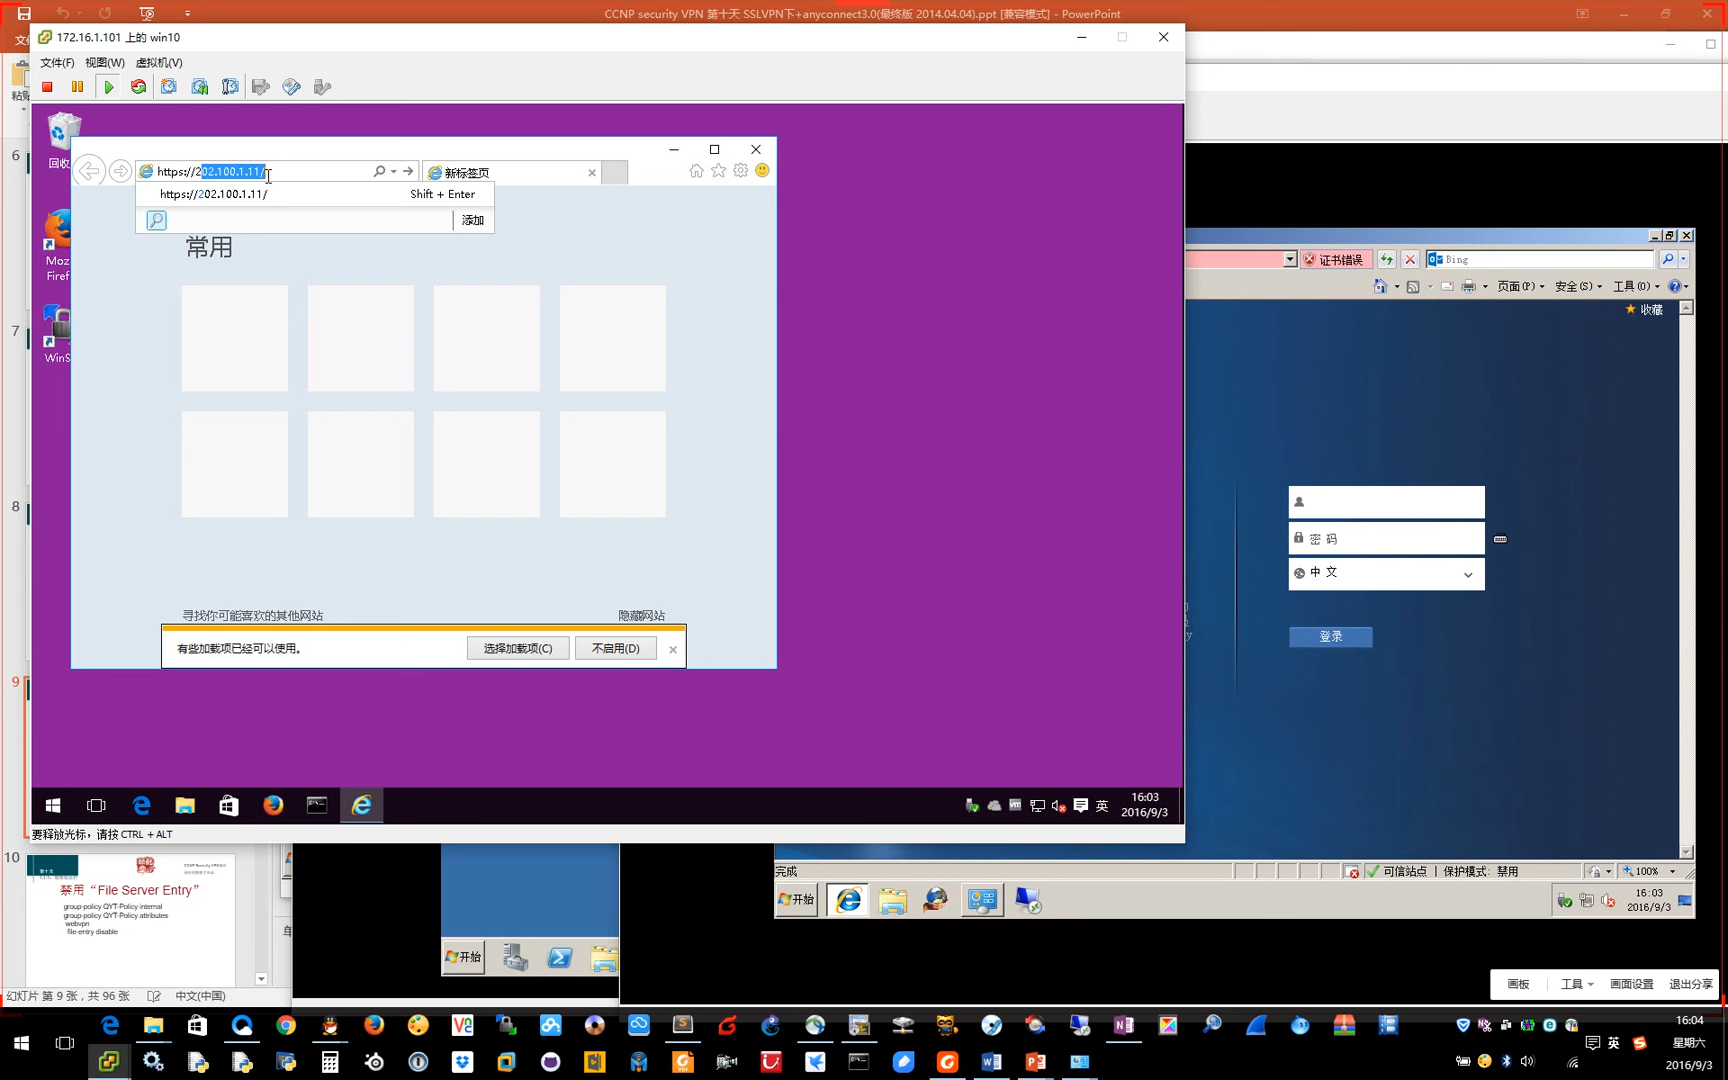 CCNP security VPN 第十天 SSLVPN下+anyconnect3.0(最终版 2014.04.04).ppt [兼容模式] - PowerPoint
172.16.1.101 上的 win10
文件(F) 视图(W) 虚拟机(V)
粘贴
回收
Moz
Firef
WinS
https://202.100.1.11/
新标签页
https://202.100.1.11/ Shift + Enter
添加
常用
寻找你可能喜欢的其他网站
隐藏网站
有些加载项已经可以使用。
选择加载项(C)
不启用(D)
×
英
16:03
2016/9/3
要释放光标，请按 CTRL + ALT
6
7
8
9
10
禁用“File Server Entry”
group-policy QYT-Policy internal
group-policy QYT-Policy attributes
webvpn
file-entry disable
幻灯片 第 9 张，共 96 张
中文(中国)
开始
证书错误
Bing
页面(P)
安全(S)
工具(O)
收藏
密 码
中 文
登录
完成
可信站点 | 保护模式: 禁用
100%
开始
16:03
2016/9/3
画板
工具
画面设置
退出分享
16:04
英
星期六
2016/9/3